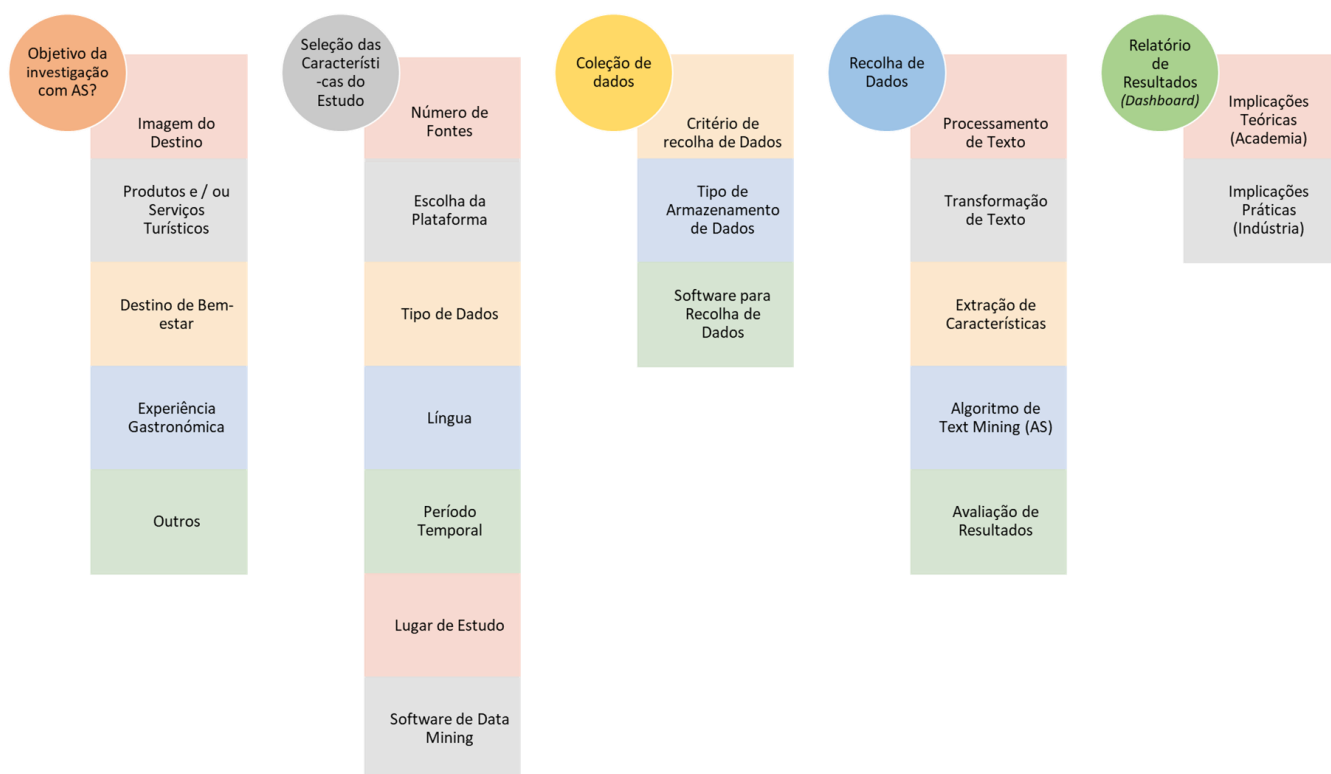 Objetivo da
investigação
com AS?
Imagem do
Destino
Produtos e / ou
Serviços
Turísticos
Destino de Bem-
estar
Experiência
Gastronómica
Outros
Seleção das
Característi
-cas do
Estudo
Número de
Fontes
Escolha da
Plataforma
Tipo de Dados
Língua
Período
Temporal
Lugar de Estudo
Software de Data
Mining
Coleção de
dados
Critério de
recolha de Dados
Tipo de
Armazenamento
de Dados
Software para
Recolha de
Dados
Recolha de
Dados
Processamento
de Texto
Transformação
de Texto
Extração de
Características
Algoritmo de
Text Mining (AS)
Avaliação de
Resultados
Relatório
de
Resultados
(Dashboard)
Implicações
Teóricas
(Academia)
Implicações
Práticas
(Indústria)